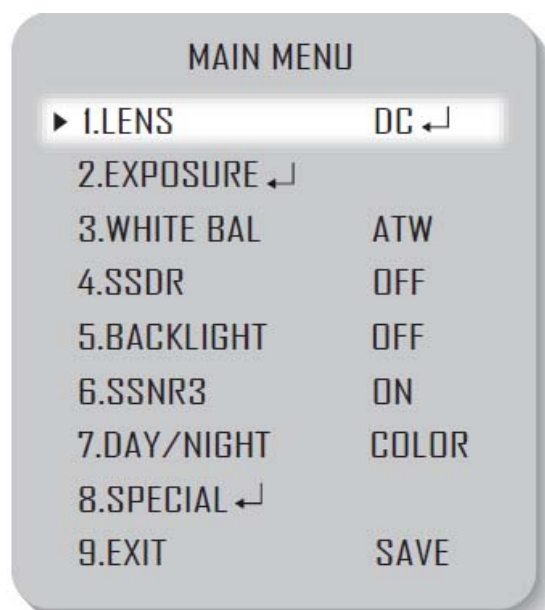 MAIN MENU
▶ 1.LENS DC ↵
2.EXPOSURE ↵
3.WHITE BAL ATW
4.SSDR OFF
5.BACKLIGHT OFF
6.SSNR3 ON
7.DAY/NIGHT COLOR
8.SPECIAL ↵
9.EXIT SAVE